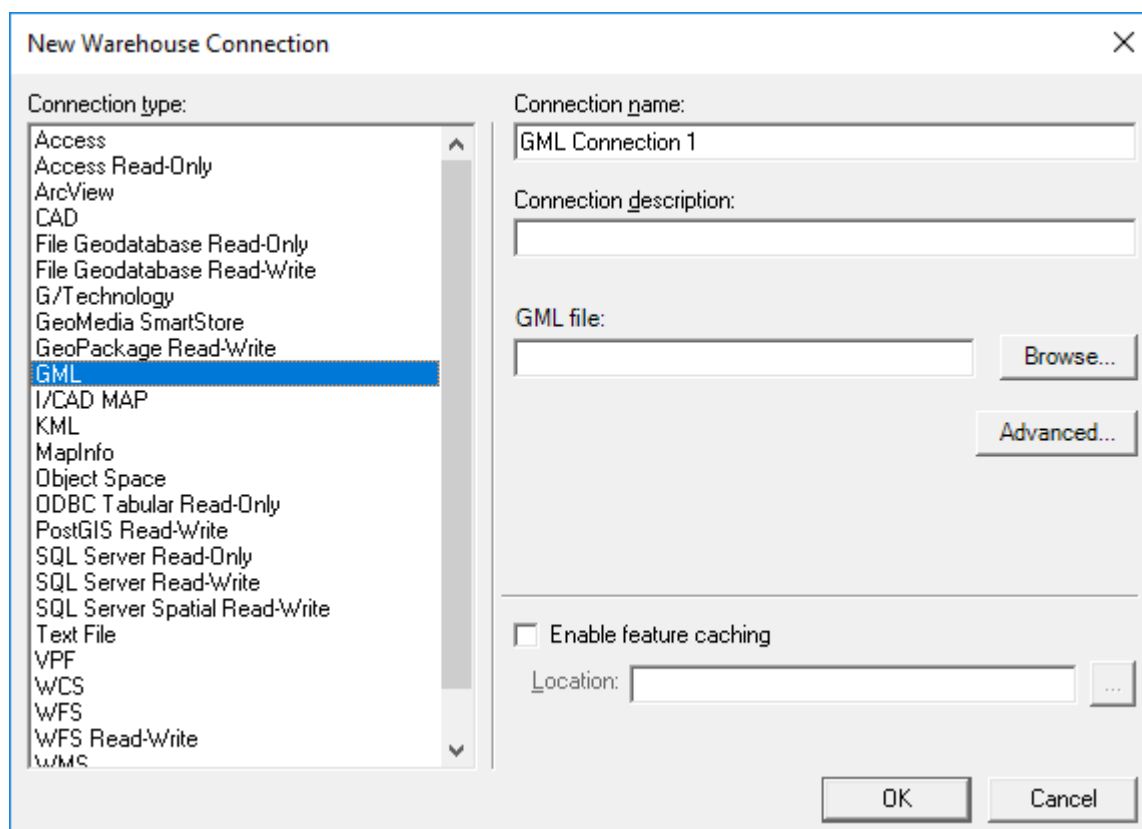 New Warehouse Connection
Connection type:
Access
Access Read-Only
ArcView
CAD
File Geodatabase Read-Only
File Geodatabase Read-Write
G/Technology
GeoMedia SmartStore
GeoPackage Read-Write
GML
I/CAD MAP
KML
MapInfo
Object Space
ODBC Tabular Read-Only
PostGIS Read-Write
SQL Server Read-Only
SQL Server Read-Write
SQL Server Spatial Read-Write
Text File
VPF
WCS
WFS
WFS Read-Write
WMS
Connection name:
GML Connection 1
Connection description:
GML file:
Browse...
Advanced...
Enable feature caching
Location:
...
OK
Cancel